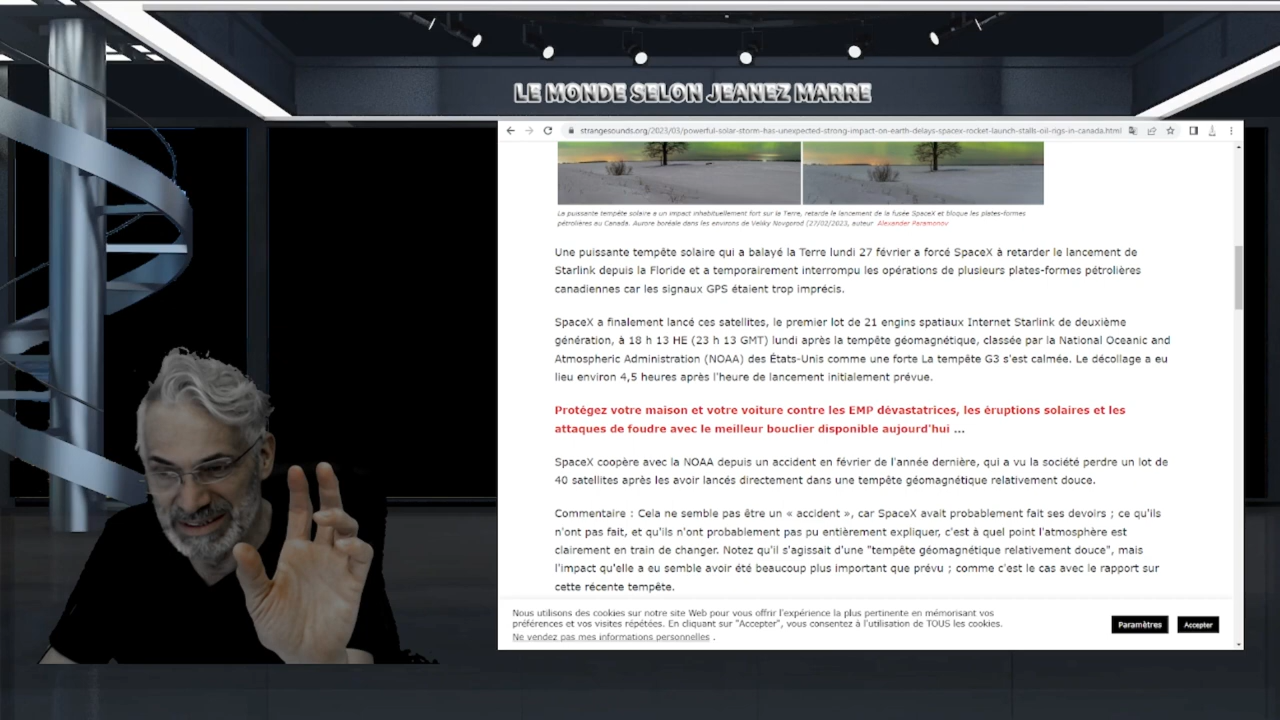 LE MONDE SELON JEANEZ MARRE
strangesounds.org/2023/03/powerful-solar-storm-has-unexpected-strong-impact-on-earth-delays-spacex-rocket-launch-stalls-oil-rigs-in-canada.html
La puissante tempête solaire a un impact inhabituellement fort sur la Terre, retarde le lancement de la fusée SpaceX et bloque les plates-formes
pétrolières au Canada. Aurore boréale dans les environs de Veliky Novgorod (27/02/2023, auteur Alexander Paramonov
Une puissante tempête solaire qui a balayé la Terre lundi 27 février a forcé SpaceX à retarder le lancement de
Starlink depuis la Floride et a temporairement interrompu les opérations de plusieurs plates-formes pétrolières
canadiennes car les signaux GPS étaient trop imprécis.
SpaceX a finalement lancé ces satellites, le premier lot de 21 engins spatiaux Internet Starlink de deuxième
génération, à 18 h 13 HE (23 h 13 GMT) lundi après la tempête géomagnétique, classée par la National Oceanic and
Atmospheric Administration (NOAA) des États-Unis comme une forte La tempête G3 s'est calmée. Le décollage a eu
lieu environ 4,5 heures après l'heure de lancement initialement prévue.
Protégez votre maison et votre voiture contre les EMP dévastatrices, les éruptions solaires et les
attaques de foudre avec le meilleur bouclier disponible aujourd'hui ...
SpaceX coopère avec la NOAA depuis un accident en février de l'année dernière, qui a vu la société perdre un lot de
40 satellites après les avoir lancés directement dans une tempête géomagnétique relativement douce.
Commentaire : Cela ne semble pas être un « accident », car SpaceX avait probablement fait ses devoirs ; ce qu'ils
n'ont pas fait, et qu'ils n'ont probablement pas pu entièrement expliquer, c'est à quel point l'atmosphère est
clairement en train de changer. Notez qu'il s'agissait d'une "tempête géomagnétique relativement douce", mais
l'impact qu'elle a eu semble avoir été beaucoup plus important que prévu ; comme c'est le cas avec le rapport sur
cette récente tempête.
Nous utilisons des cookies sur notre site Web pour vous offrir l'expérience la plus pertinente en mémorisant vos
préférences et vos visites répétées. En cliquant sur "Accepter", vous consentez à l'utilisation de TOUS les cookies.
Ne vendez pas mes informations personnelles .
Paramètres
Accepter